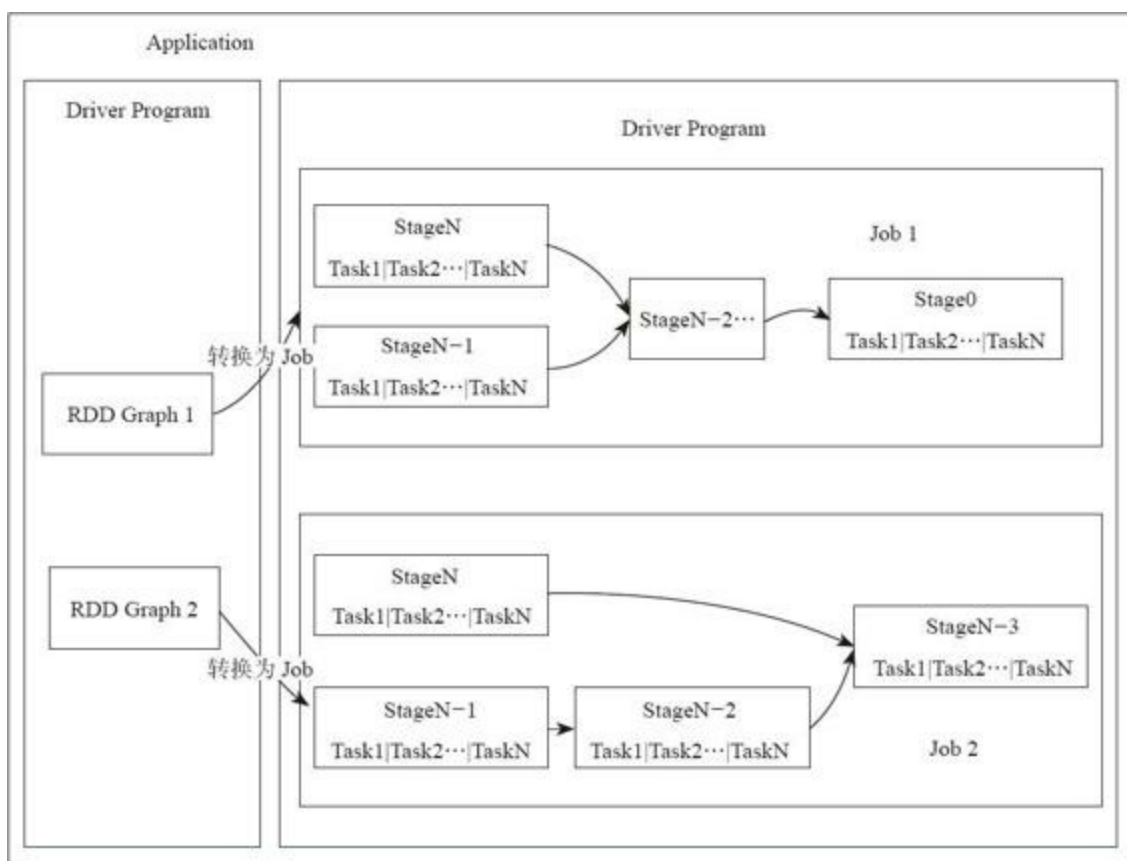 Application
Driver Program
RDD Graph 1
转换为 Job
RDD Graph 2
转换为 Job
Driver Program
Job 1
StageN
Task1|Task2⋯|TaskN
StageN−1
Task1|Task2⋯|TaskN
StageN−2⋯
Stage0
Task1|Task2⋯|TaskN
StageN
Task1|Task2⋯|TaskN
StageN−1
Task1|Task2⋯|TaskN
StageN−2
Task1|Task2⋯|TaskN
StageN−3
Task1|Task2⋯|TaskN
Job 2